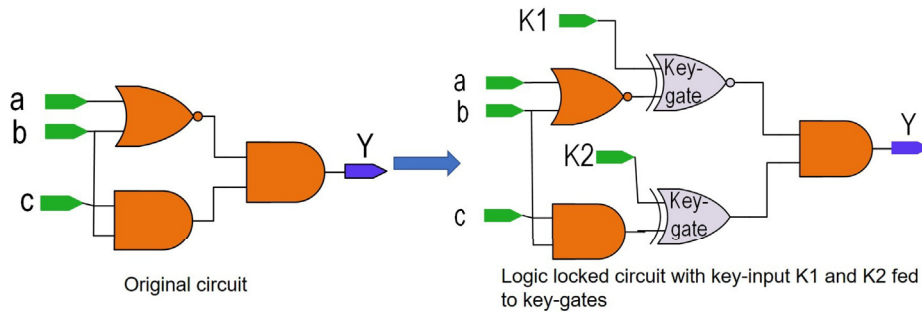 K1
Key-
gate
a
b
Y
K2
c
Key-
gate
a
b
Y
c
Original circuit
Logic locked circuit with key-input K1 and K2 fed
to key-gates